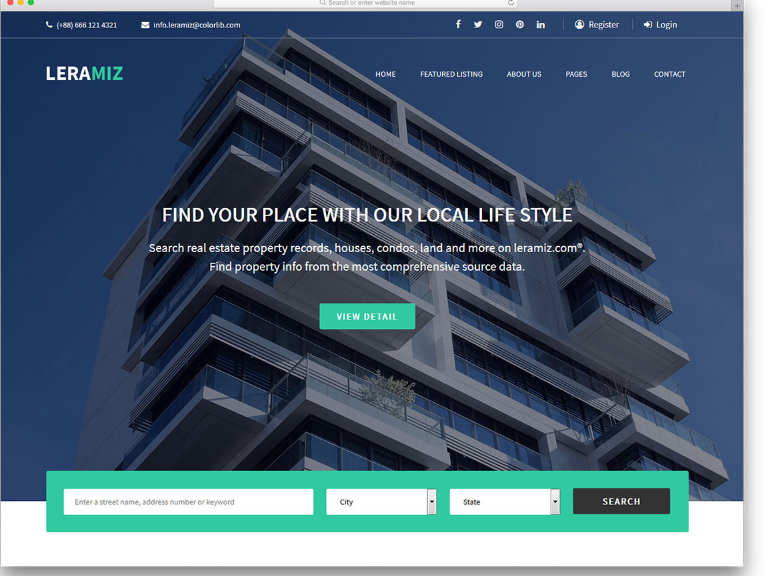 Search or enter website name
(+88) 666 121 4321
info.leramiz@colorlib.com
Register
Login
LERAMIZ
HOME
FEATURED LISTING
ABOUT US
PAGES
BLOG
CONTACT
FIND YOUR PLACE WITH OUR LOCAL LIFE STYLE
Search real estate property records, houses, condos, land and more on leramiz.com®.
Find property info from the most comprehensive source data.
VIEW DETAIL
Enter a street name, address number or keyword
City
State
SEARCH